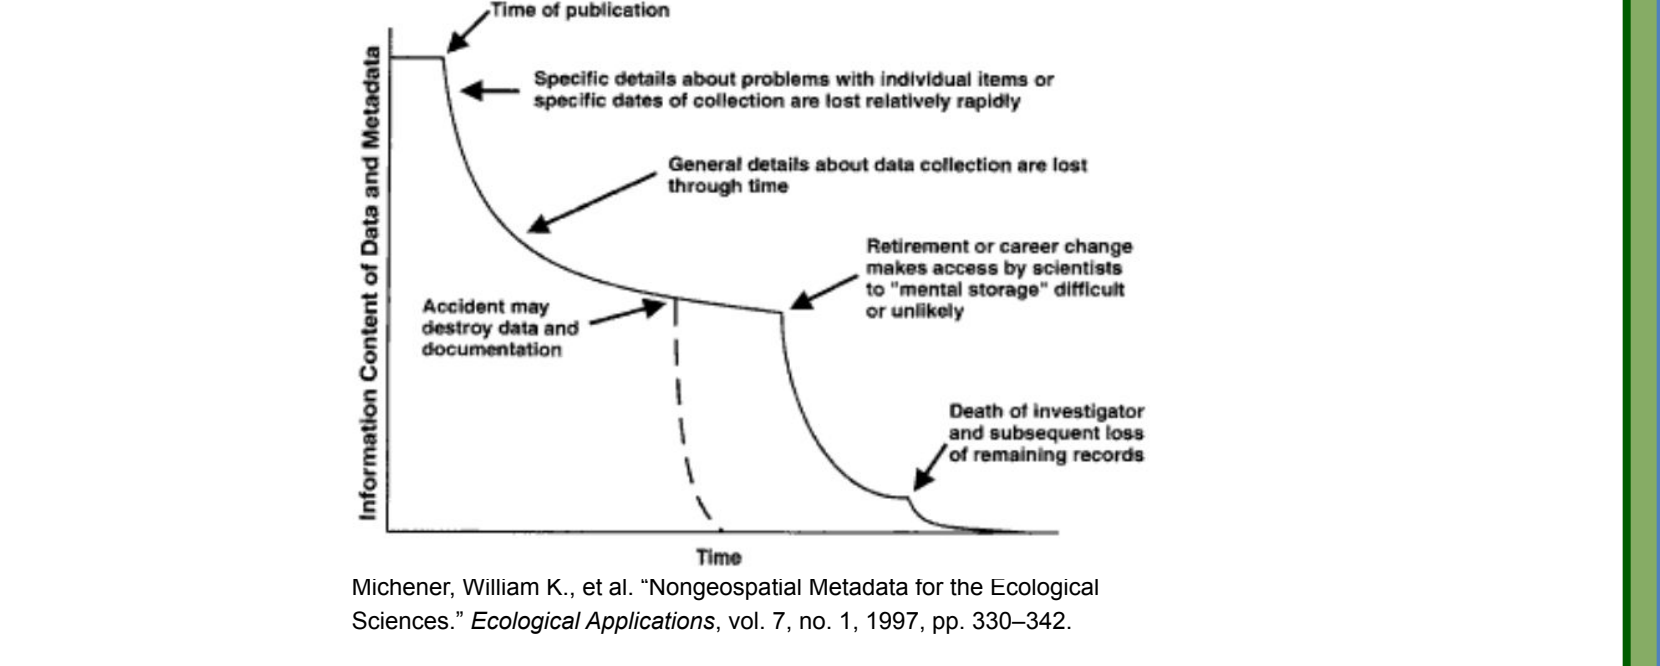 Time of publication
Specific details about problems with individual items or
specific dates of collection are lost relatively rapidly
General details about data collection are lost
through time
Retirement or career change
makes access by scientists
to "mental storage" difficult
or unlikely
Accident may
destroy data and
documentation
Death of investigator
and subsequent loss
of remaining records
Information Content of Data and Metadata
Time
Michener, William K., et al. “Nongeospatial Metadata for the Ecological
Sciences.” Ecological Applications, vol. 7, no. 1, 1997, pp. 330–342.